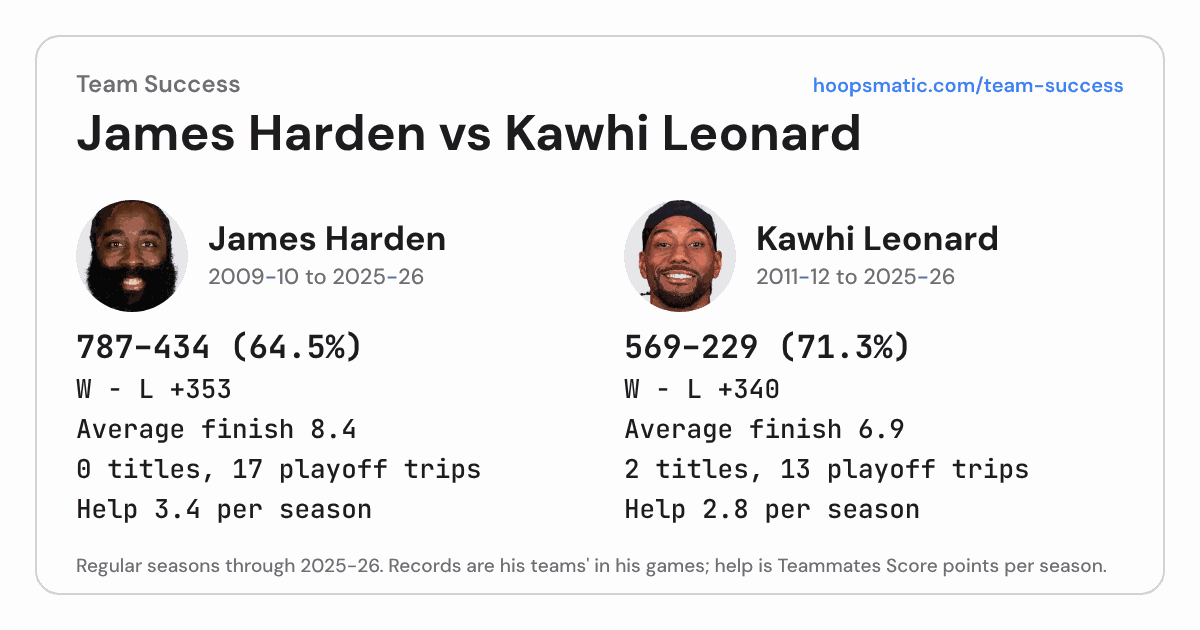 Team Success
hoopsmatic.com/team-success
James Harden vs Kawhi Leonard
James Harden
2009-10 to 2025-26
787-434 (64.5%)
W - L +353
Average finish 8.4
0 titles, 17 playoff trips
Help 3.4 per season
Kawhi Leonard
2011-12 to 2025-26
569-229 (71.3%)
W - L +340
Average finish 6.9
2 titles, 13 playoff trips
Help 2.8 per season
Regular seasons through 2025-26. Records are his teams' in his games; help is Teammates Score points per season.